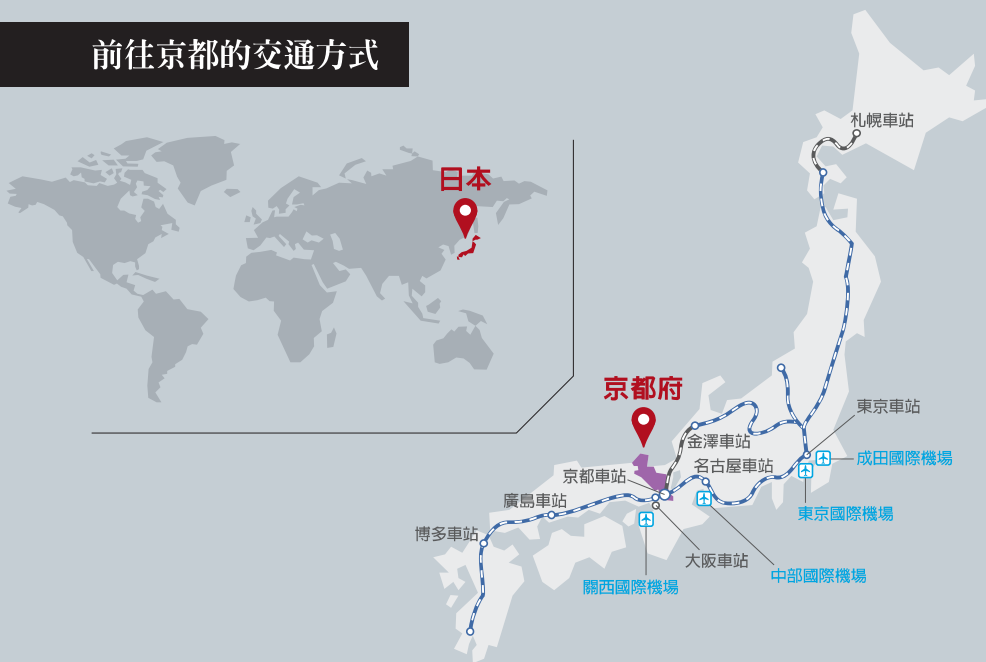 前往京都的交通方式
日本
札幌車站
京都府
東京車站
金澤車站
成田國際機場
名古屋車站
京都車站
廣島車站
東京國際機場
博多車站
大阪車站
中部國際機場
關西國際機場